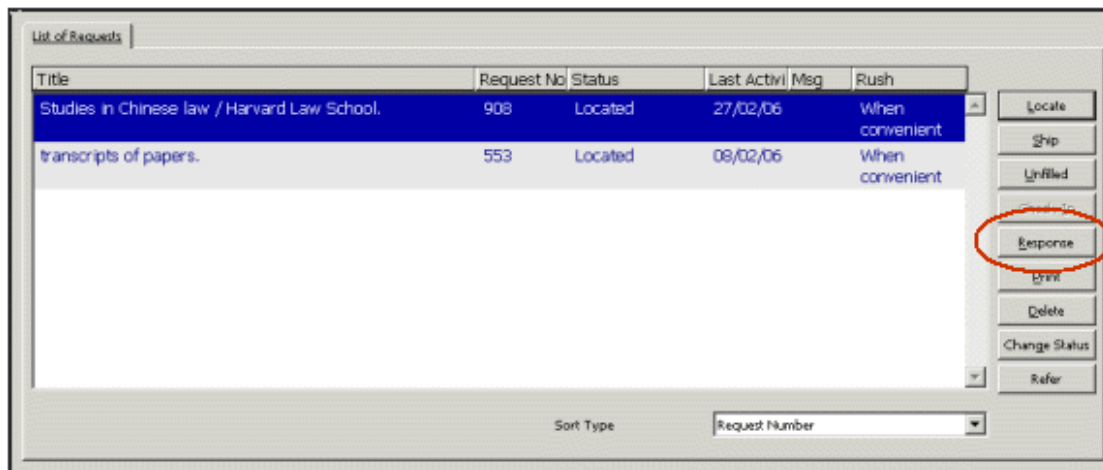 List of Requests
Title Request No Status Last Activi Msg Rush
Studies in Chinese law / Harvard Law School. 908 Located 27/02/06 When
convenient
transcripts of papers. 553 Located 08/02/06 When
convenient
Locate
Ship
Unfilled
Check-In
Response
Print
Delete
Change Status
Refer
Sort Type Request Number